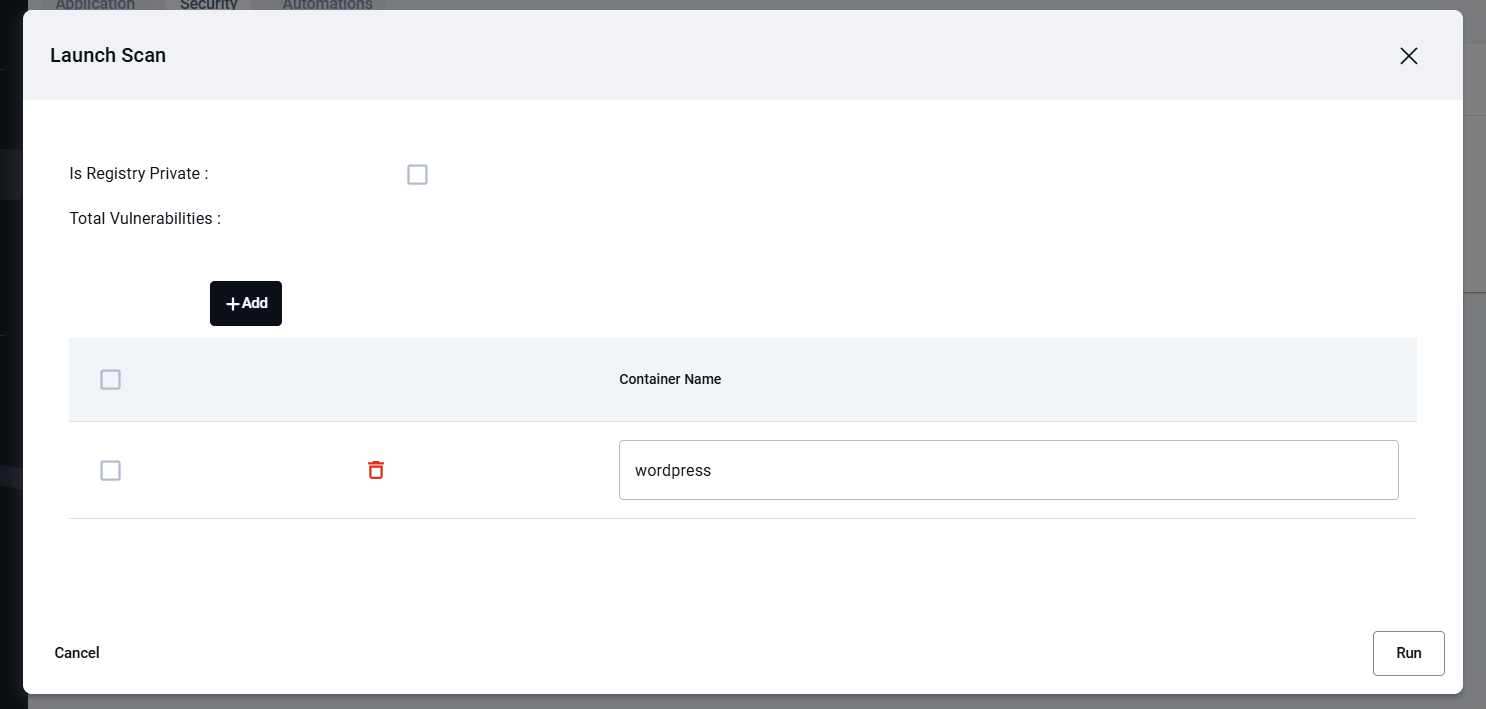 Application Security Automations
Launch Scan
Is Registry Private :
Total Vulnerabilities :
+Add
Container Name
wordpress
Cancel Run